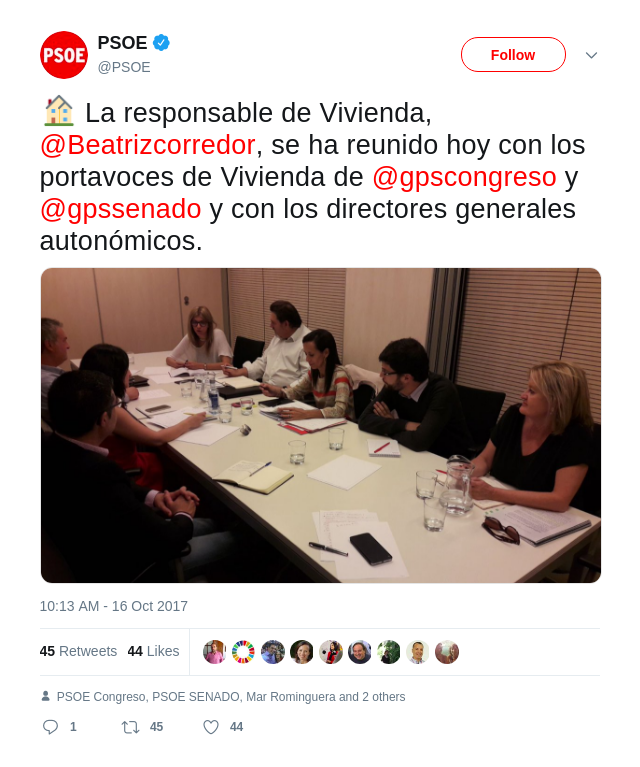 PSOE
PSOE
@PSOE
Follow
La responsable de Vivienda,
@Beatrizcorredor, se ha reunido hoy con los
portavoces de Vivienda de @gpscongreso y
@gpssenado y con los directores generales
autonómicos.
10:13 AM - 16 Oct 2017
45 Retweets 44 Likes
PSOE Congreso, PSOE SENADO, Mar Rominguera and 2 others
1 45 44